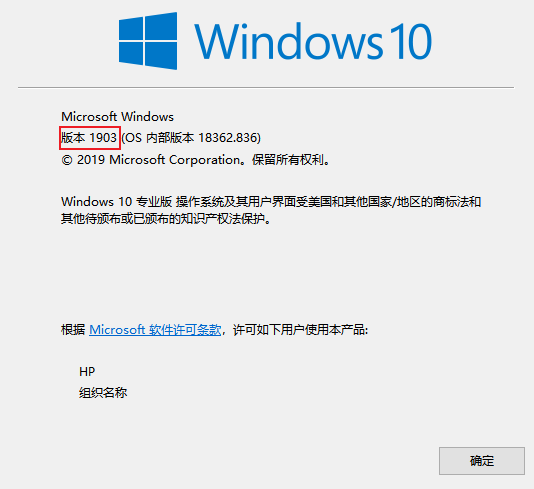 Windows 10
Microsoft Windows
版本 1903 (OS 内部版本 18362.836)
© 2019 Microsoft Corporation。保留所有权利。
Windows 10 专业版 操作系统及其用户界面受美国和其他国家/地区的商标法和
其他待颁布或已颁布的知识产权法保护。
根据 Microsoft 软件许可条款，许可如下用户使用本产品:
HP
组织名称
确定